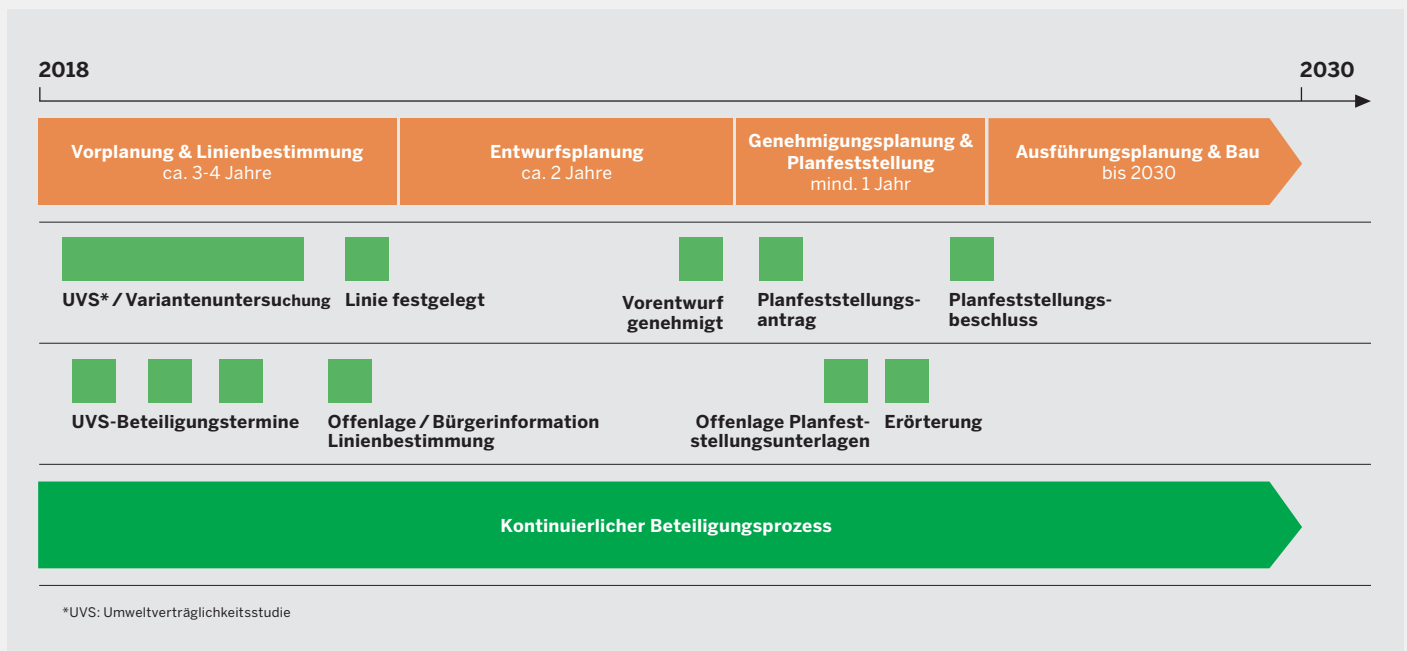 2018
2030
Vorplanung & Linienbestimmung
ca. 3-4 Jahre
Entwurfsplanung
ca. 2 Jahre
Genehmigungsplanung &
Planfeststellung
mind. 1 Jahr
Ausführungsplanung & Bau
bis 2030
UVS* / Variantenuntersuchung
Linie festgelegt
Vorentwurf
genehmigt
Planfeststellungs-
antrag
Planfeststellungs-
beschluss
UVS-Beteiligungstermine
Offenlage / Bürgerinformation
Linienbestimmung
Offenlage Planfest-
stellungsunterlagen
Erörterung
Kontinuierlicher Beteiligungsprozess
*UVS: Umweltverträglichkeitsstudie